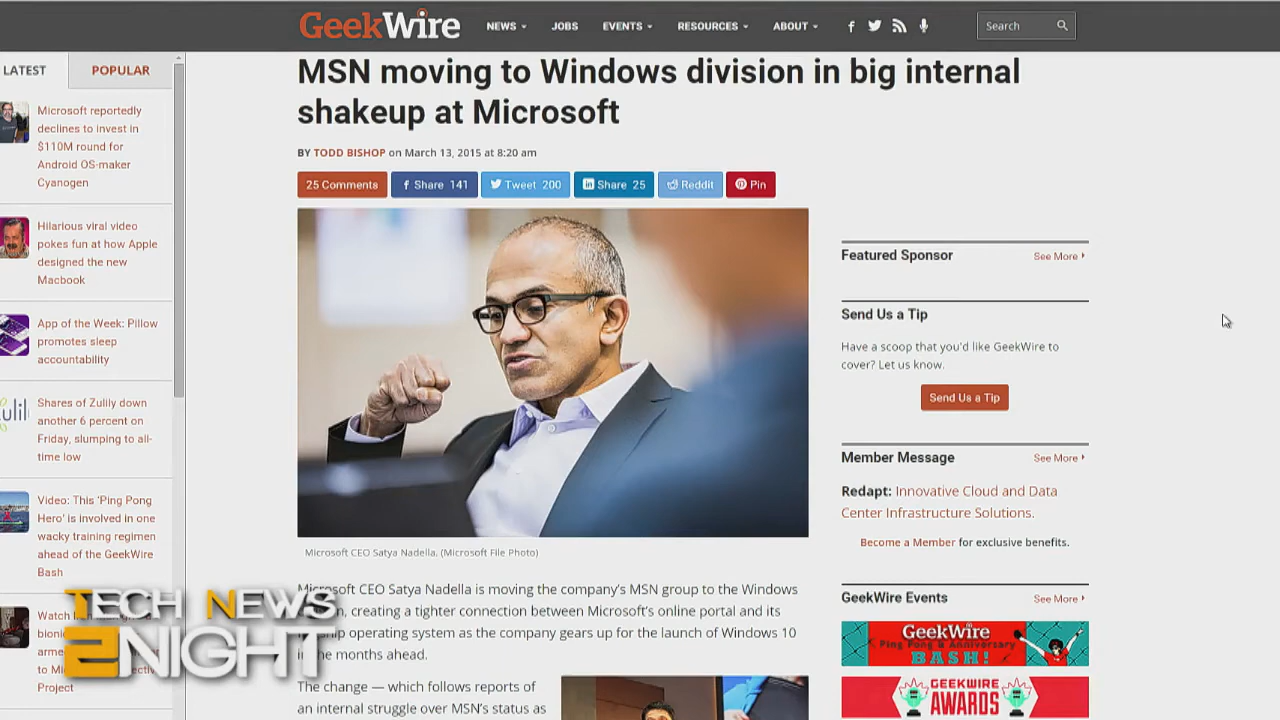 GeekWire
NEWS
JOBS
EVENTS
RESOURCES
ABOUT
Search
LATEST
POPULAR
Microsoft reportedly
declines to invest in
$110M round for
Android OS-maker
Cyanogen
Hilarious viral video
pokes fun at how Apple
designed the new
Macbook
App of the Week: Pillow
promotes sleep
accountability
Shares of Zulily down
another 6 percent on
Friday, slumping to all-
time low
Video: This 'Ping Pong
Hero' is involved in one
wacky training regimen
ahead of the GeekWire
Bash
Project
MSN moving to Windows division in big internal
shakeup at Microsoft
BY TODD BISHOP on March 13, 2015 at 8:20 am
25 Comments
Share 141
Tweet 200
Share 25
Reddit
Pin
Microsoft CEO Satya Nadella. (Microsoft File Photo)
Microsoft CEO Satya Nadella is moving the company's MSN group to the Windows
creating a tighter connection between Microsoft's online portal and its
operating system as the company gears up for the launch of Windows 10
the months ahead.
The change — which follows reports of
an internal struggle over MSN's status as
Featured Sponsor
See More
Send Us a Tip
Have a scoop that you'd like GeekWire to
cover? Let us know.
Send Us a Tip
Member Message
See More
Redapt: Innovative Cloud and Data
Center Infrastructure Solutions.
Become a Member for exclusive benefits.
GeekWire Events
See More
GeekWire
Ping Pong & Anniversary
BASH!
GEEKWIRE
AWARDS
TECH NEWS
2NIGHT